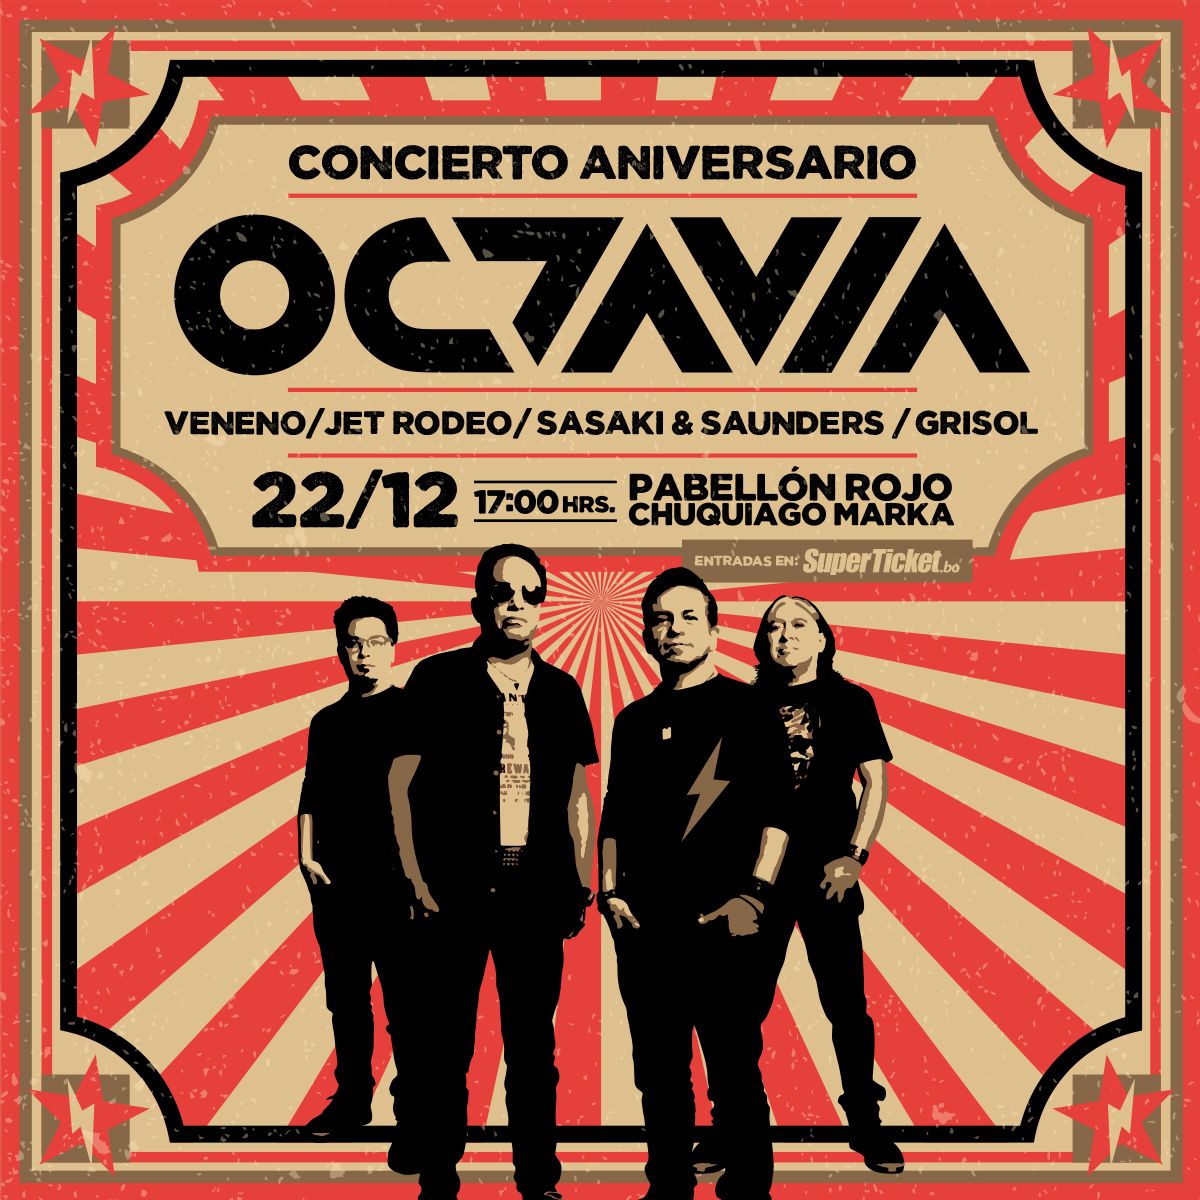 CONCIERTO ANIVERSARIO
OCTAVIA
VENENO/JET RODEO/ SASAKI & SAUNDERS / GRISOL
22/12 17:00 HRS. PABELLÓN ROJO
CHUQUIAGO MARKA
ENTRADAS EN: SuperTicket.bo